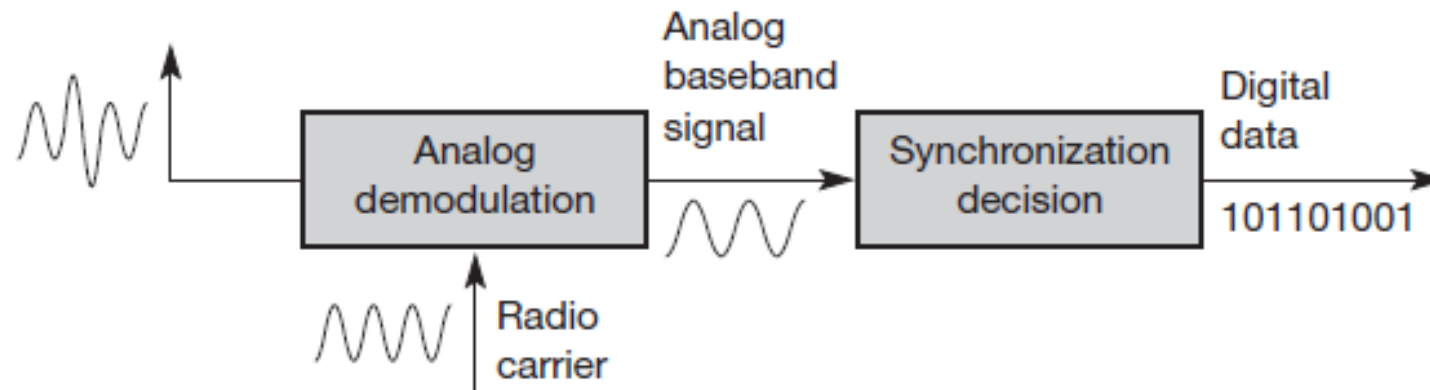 Analog
baseband
signal
Digital
data
Analog
demodulation
Synchronization
decision
101101001
Radio
carrier